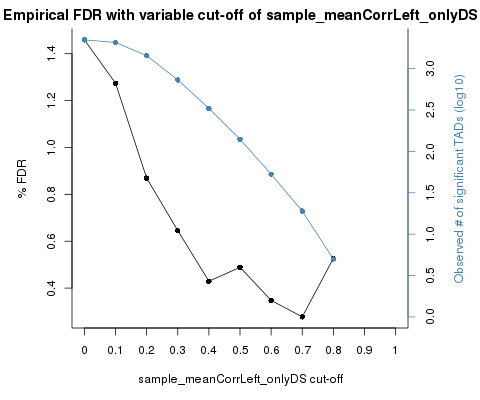 Empirical FDR with variable cut-off of sample_meanCorrLeft_onlyDS
% FDR
1.4
1.2
1.0
0.8
0.6
0.4
3.0
2.5
2.0
1.5
1.0
0.5
0.0
Observed # of significant TADs (log10)
0 0.1 0.2 0.3 0.4 0.5 0.6 0.7 0.8 0.9 1
sample_meanCorrLeft_onlyDS cut-off